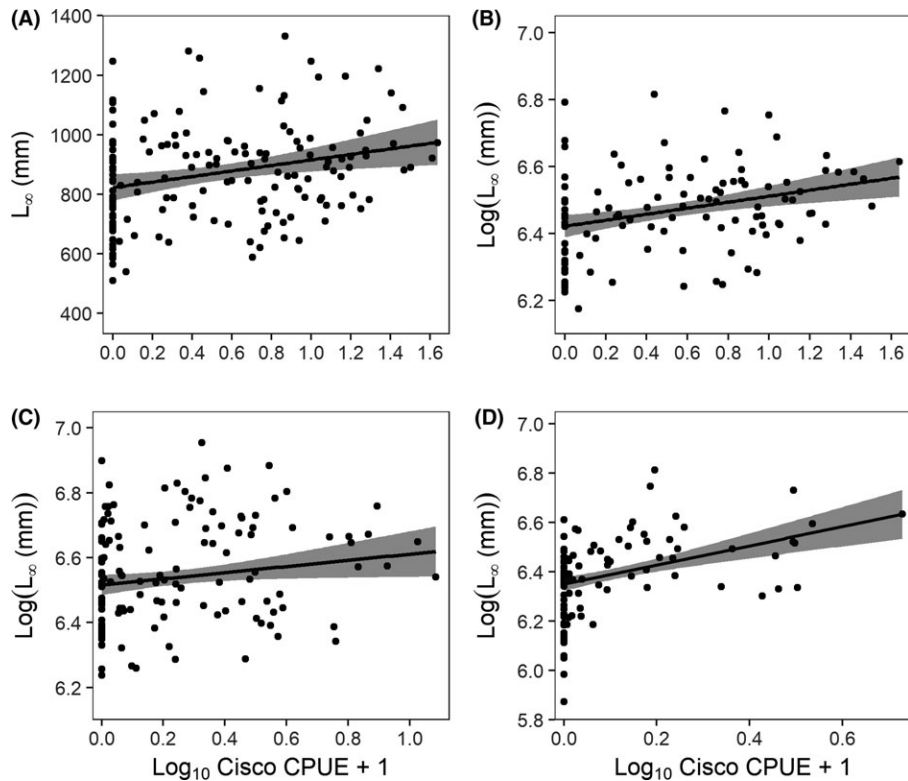 (A)
1400
1200
1000
800
600
400
L∞ (mm)
0.0 0.2 0.4 0.6 0.8 1.0 1.2 1.4 1.6
(B)
7.0
6.8
6.6
6.4
6.2
Log(L∞ (mm))
0.0 0.2 0.4 0.6 0.8 1.0 1.2 1.4 1.6
(C)
7.0
6.8
6.6
6.4
6.2
Log(L∞ (mm))
0.0 0.2 0.4 0.6 0.8 1.0
Log₁₀ Cisco CPUE + 1
(D)
7.0
6.8
6.6
6.4
6.2
6.0
5.8
Log(L∞ (mm))
0.0 0.2 0.4 0.6
Log₁₀ Cisco CPUE + 1